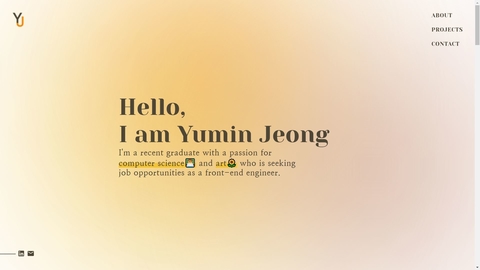 YJ
ABOUT
PROJECTS
CONTACT
Hello,
I am Yumin Jeong
I'm a recent graduate with a passion for
computer science and art who is seeking
job opportunities as a front-end engineer.
in